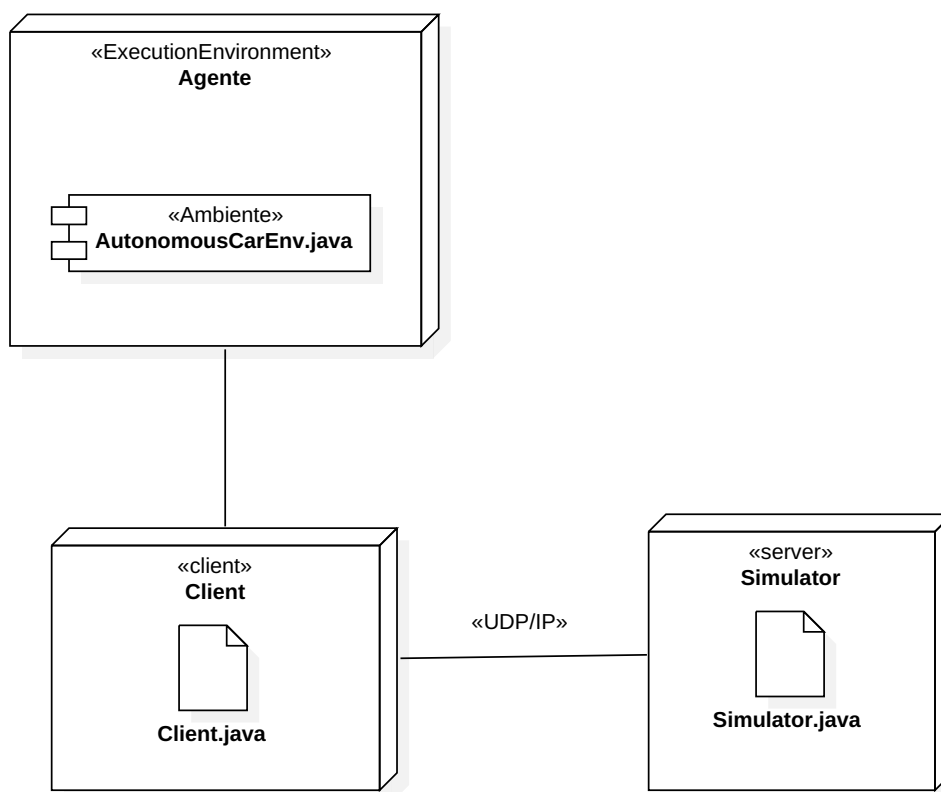 «ExecutionEnvironment»
Agente
«Ambiente»
AutonomousCarEnv.java
«client»
Client
Client.java
«UDP/IP»
«server»
Simulator
Simulator.java